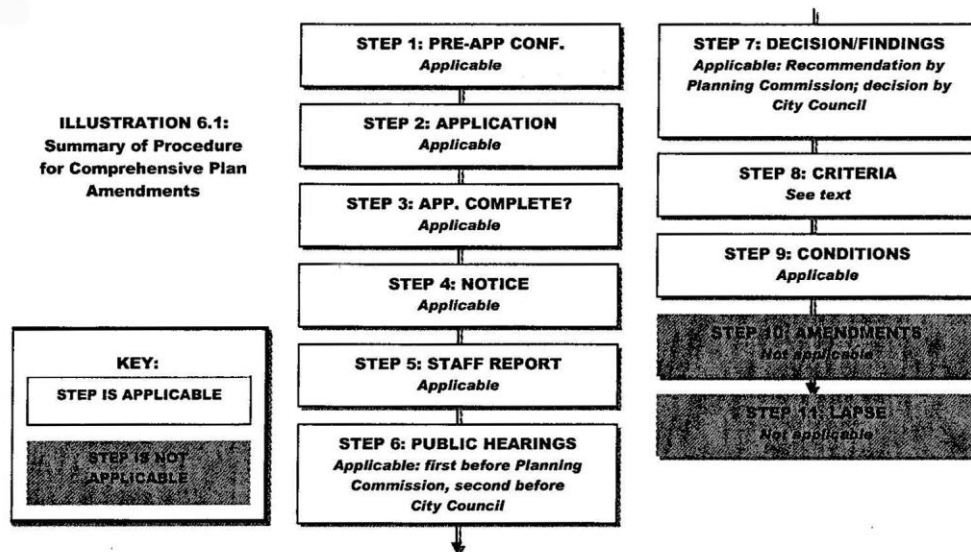 ILLUSTRATION 6.1:
Summary of Procedure
for Comprehensive Plan
Amendments
KEY:
STEP IS APPLICABLE
STEP IS NOT
APPLICABLE
STEP 1: PRE-APP CONF.
Applicable
STEP 2: APPLICATION
Applicable
STEP 3: APP. COMPLETE?
Applicable
STEP 4: NOTICE
Applicable
STEP 5: STAFF REPORT
Applicable
STEP 6: PUBLIC HEARINGS
Applicable: first before Planning
Commission, second before
City Council
STEP 7: DECISION/FINDINGS
Applicable: Recommendation by
Planning Commission; decision by
City Council
STEP 8: CRITERIA
See text
STEP 9: CONDITIONS
Applicable
STEP 10: AMENDMENTS
Not applicable
STEP 11: LAPSE
Not applicable